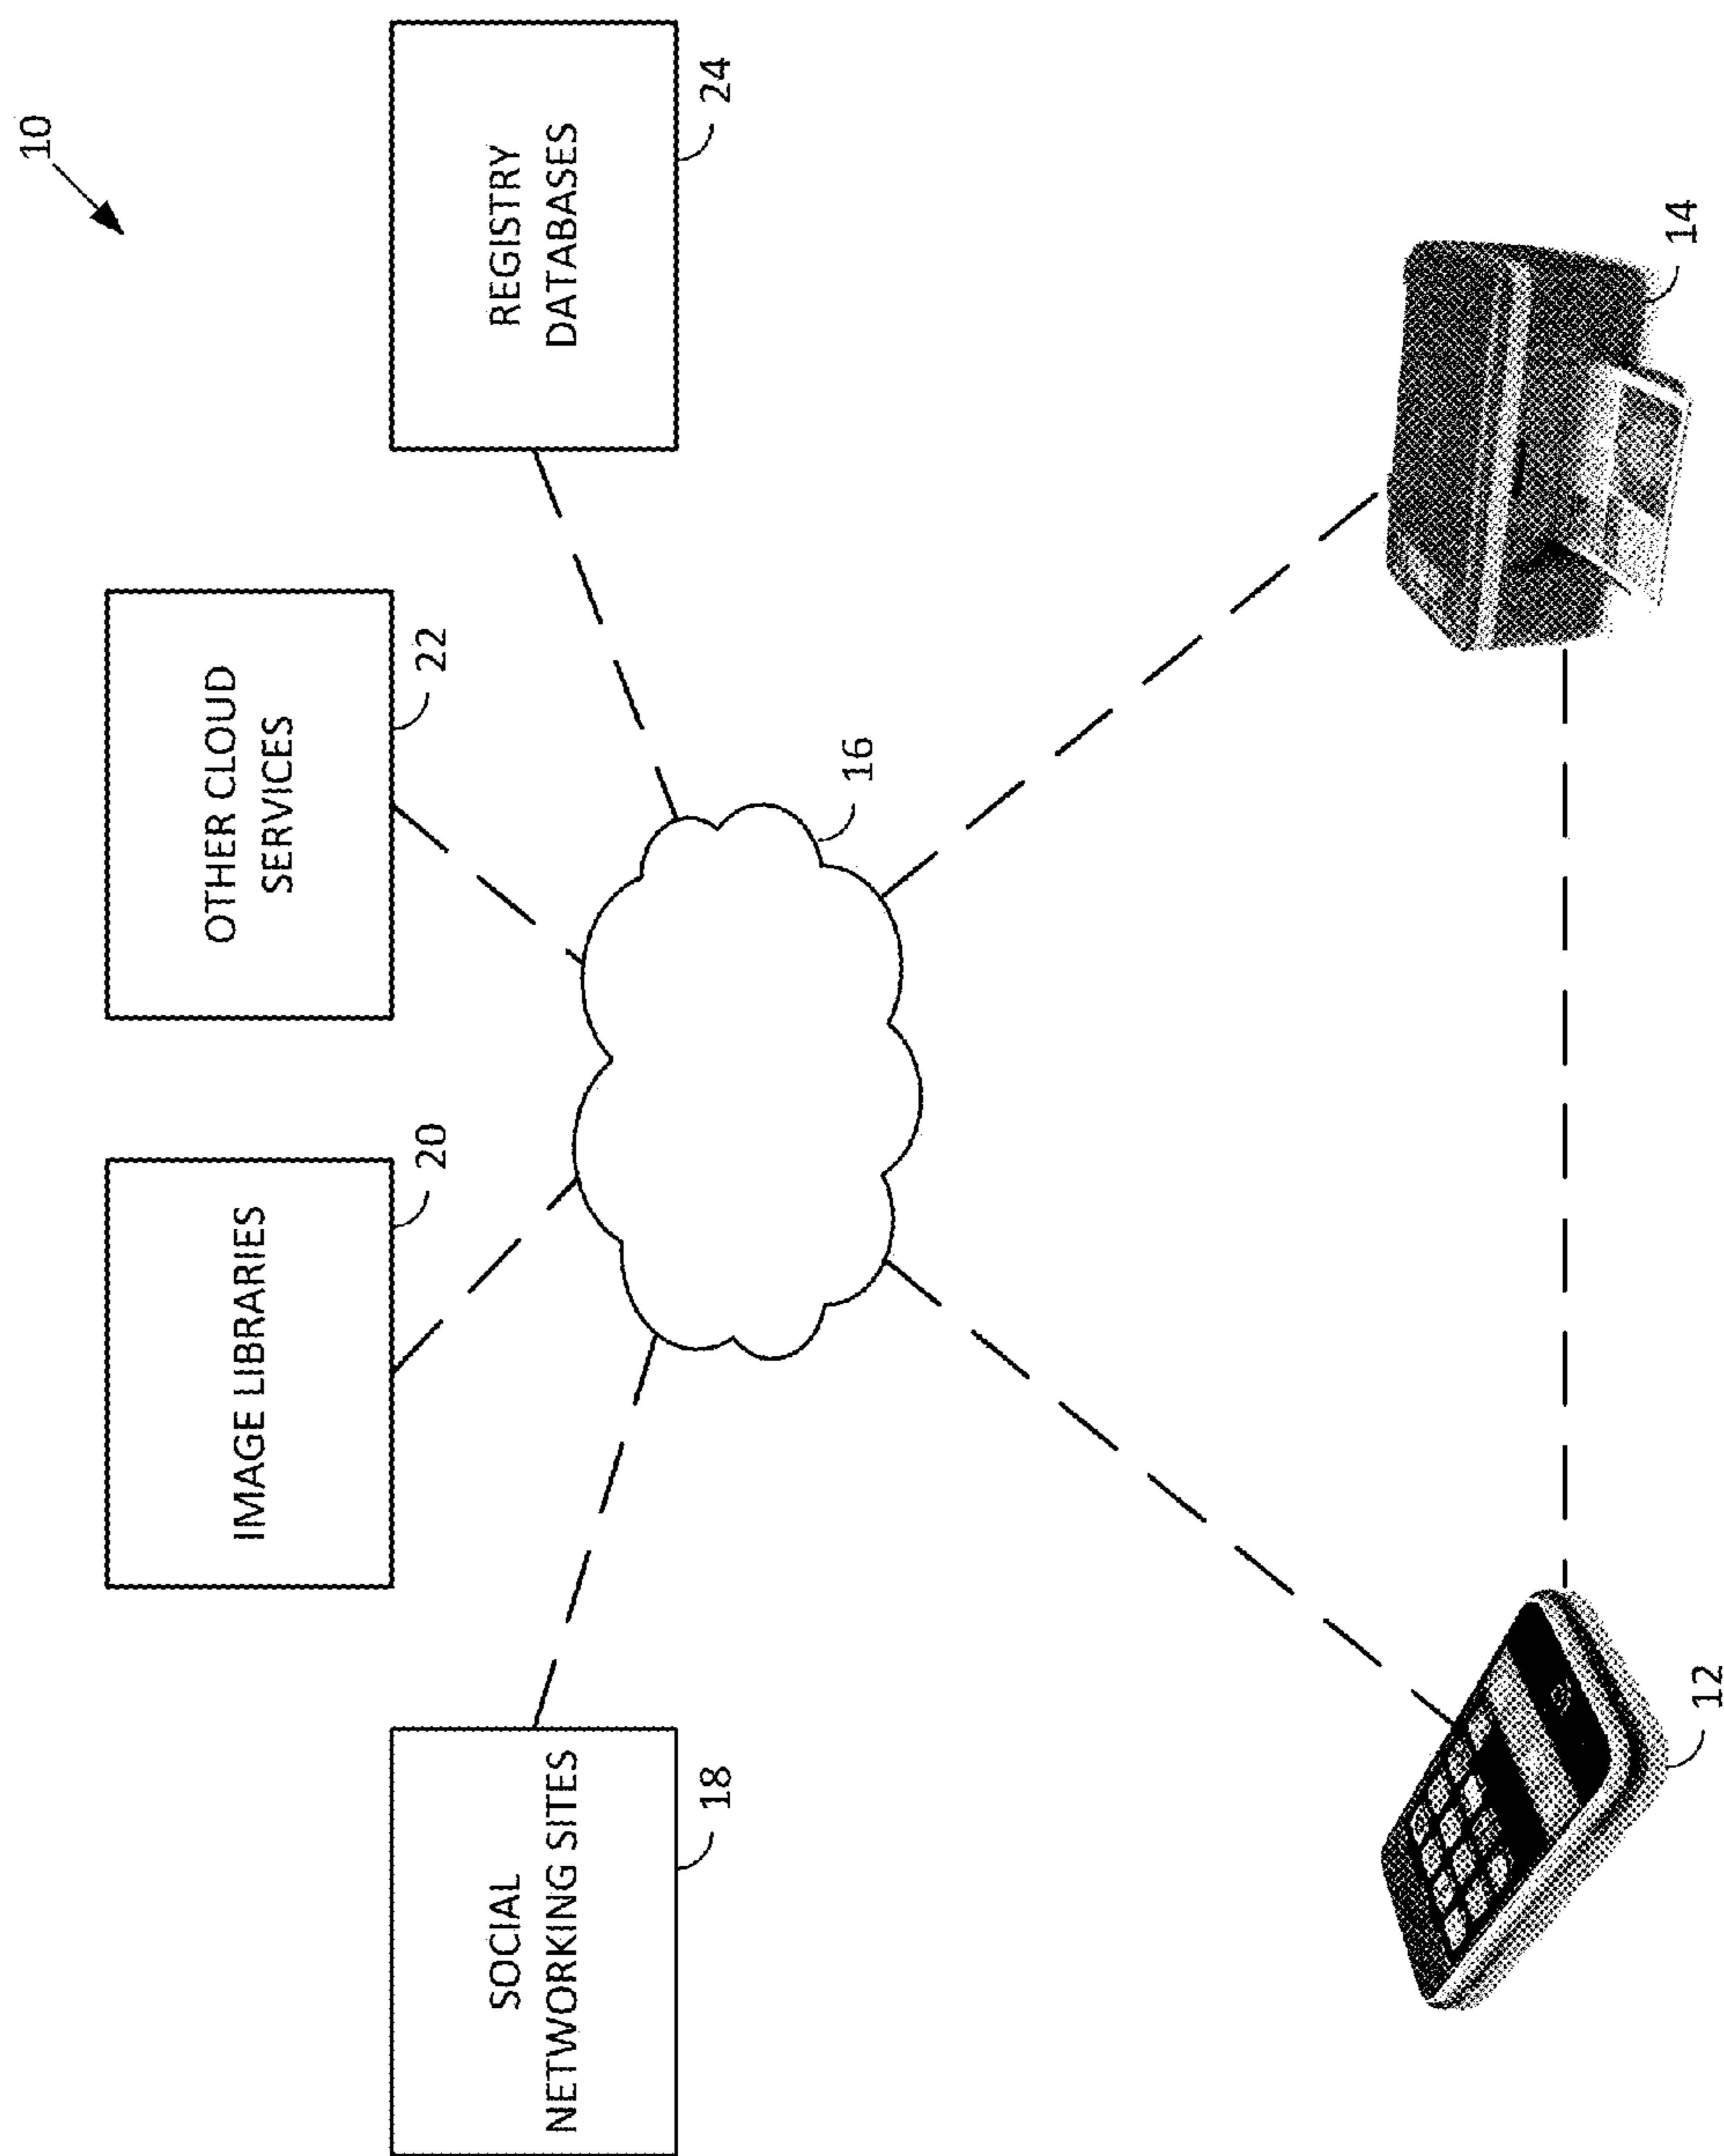 10
SOCIAL
NETWORKING SITES
18
IMAGE LIBRARIES
20
OTHER CLOUD
SERVICES
22
REGISTRY
DATABASES
24
16
12
14